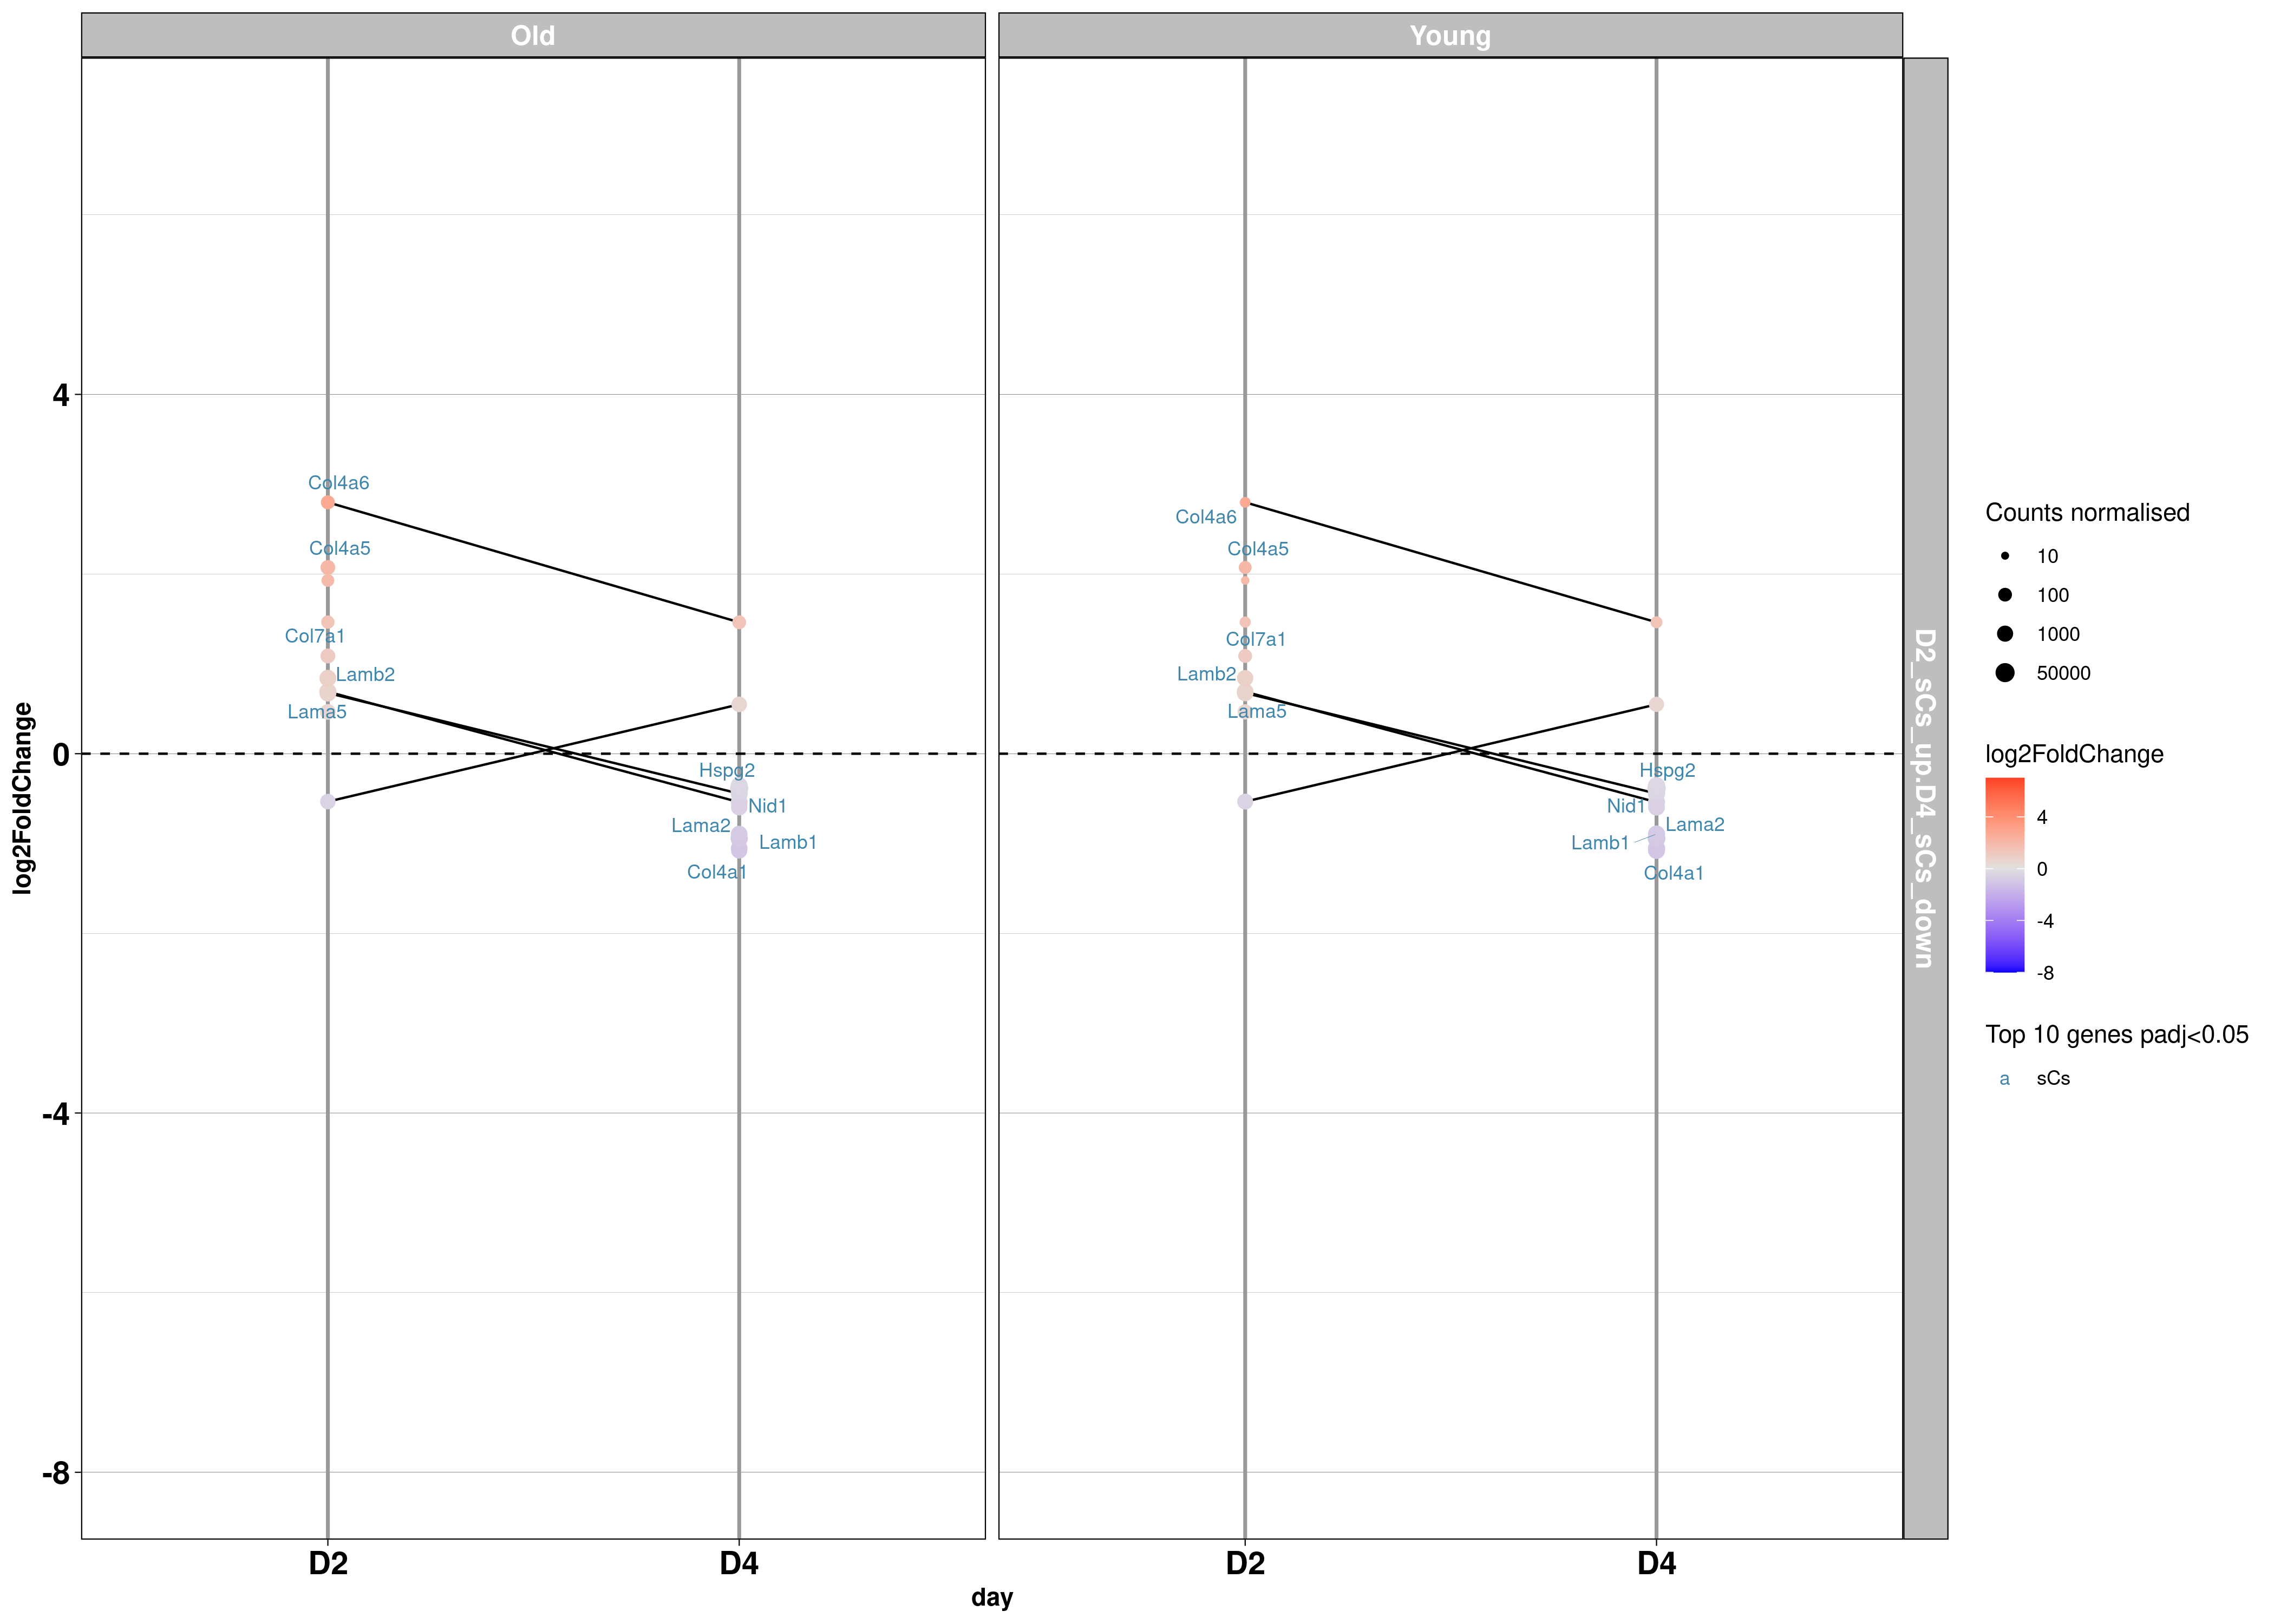 Old
Young
4
0
-4
-8
log2FoldChange
Col4a6
Col4a5
Col7a1
Lamb2
Lama5
Hspg2
Nid1
Lama2
Lamb1
Col4a1
Col4a6
Col4a5
Col7a1
Lamb2
Lama5
Hspg2
Nid1
Lama2
Lamb1
Col4a1
D2_sCs_up.D4_sCs_down
D2
D4
D2
D4
day
Counts normalised
10
100
1000
50000
log2FoldChange
4
0
-4
-8
Top 10 genes padj<0.05
a sCs